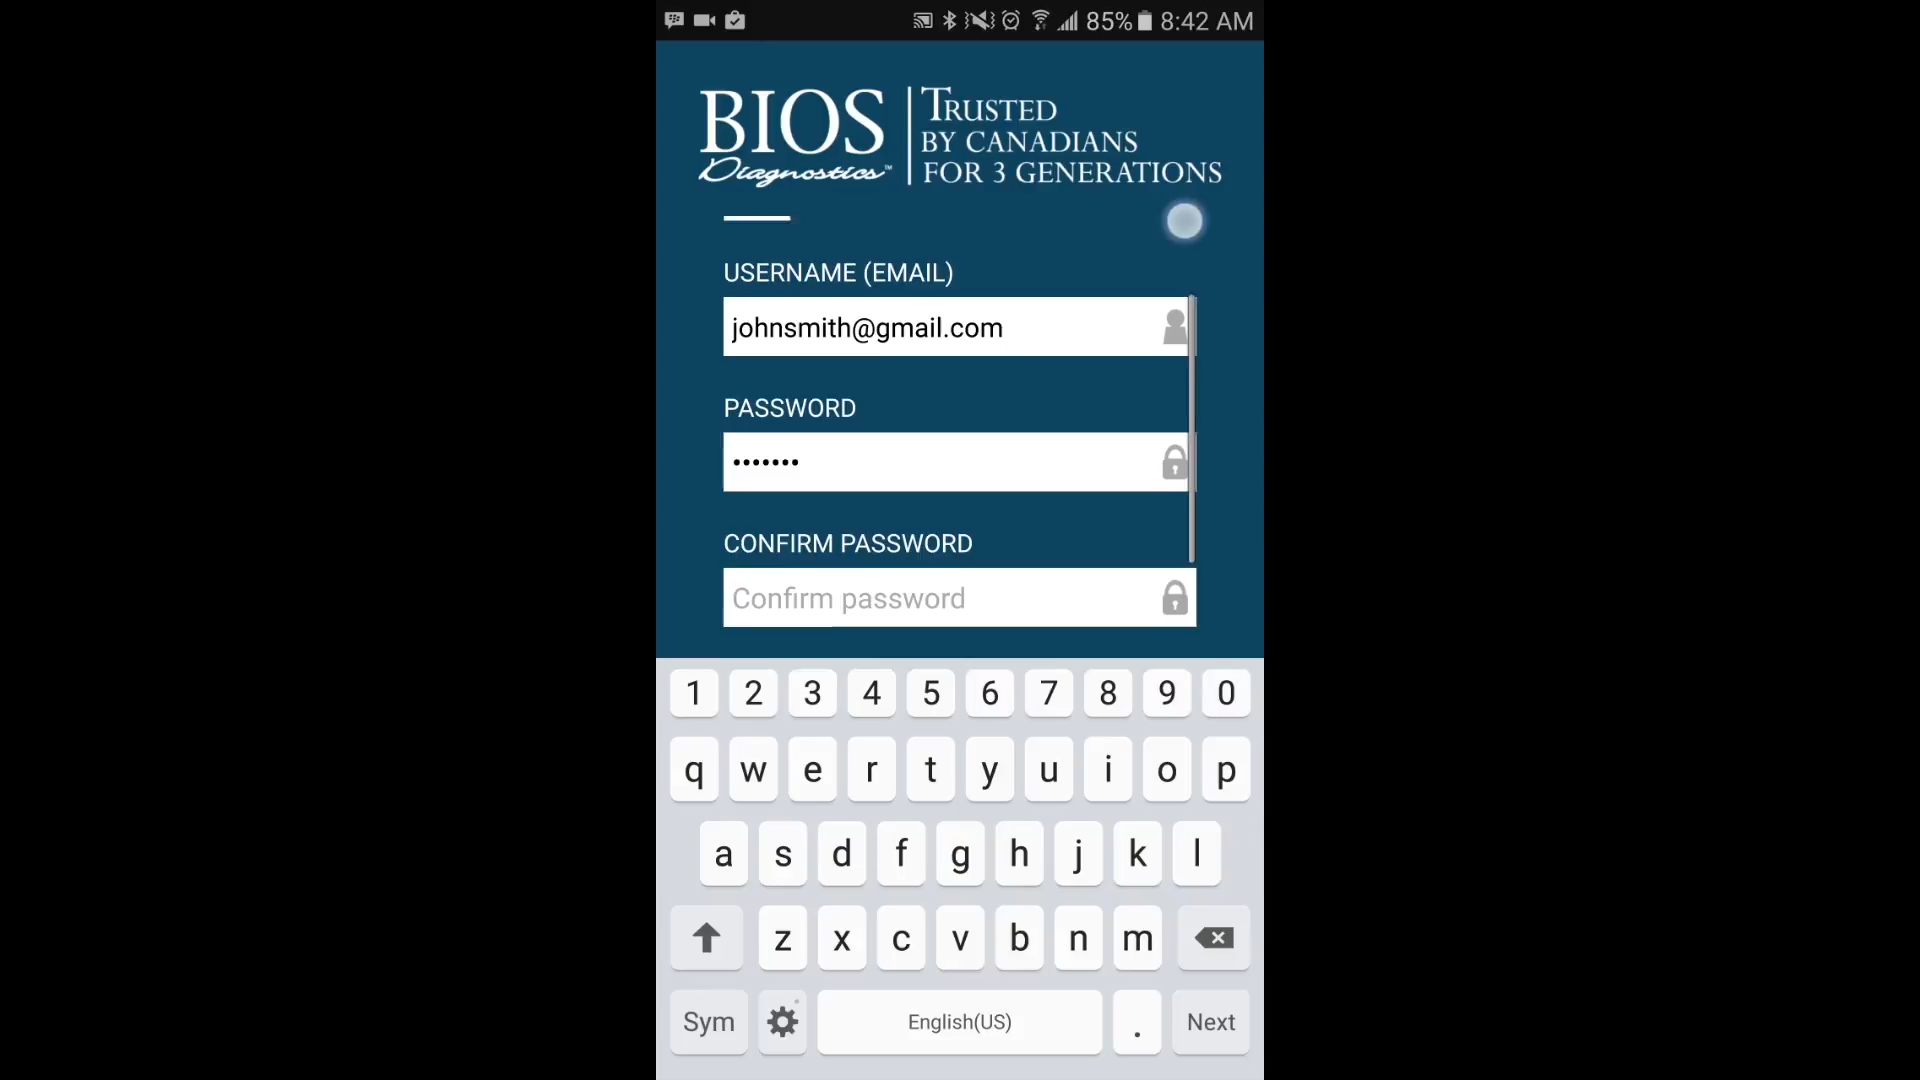 85% 8:42 AM
BIOS
Diagnostics™
TRUSTED
BY CANADIANS
FOR 3 GENERATIONS
USERNAME (EMAIL)
johnsmith@gmail.com
PASSWORD
•••••••
CONFIRM PASSWORD
Confirm password
1 2 3 4 5 6 7 8 9 0
q w e r t y u i o p
a s d f g h j k l
z x c v b n m
Sym English(US) . Next